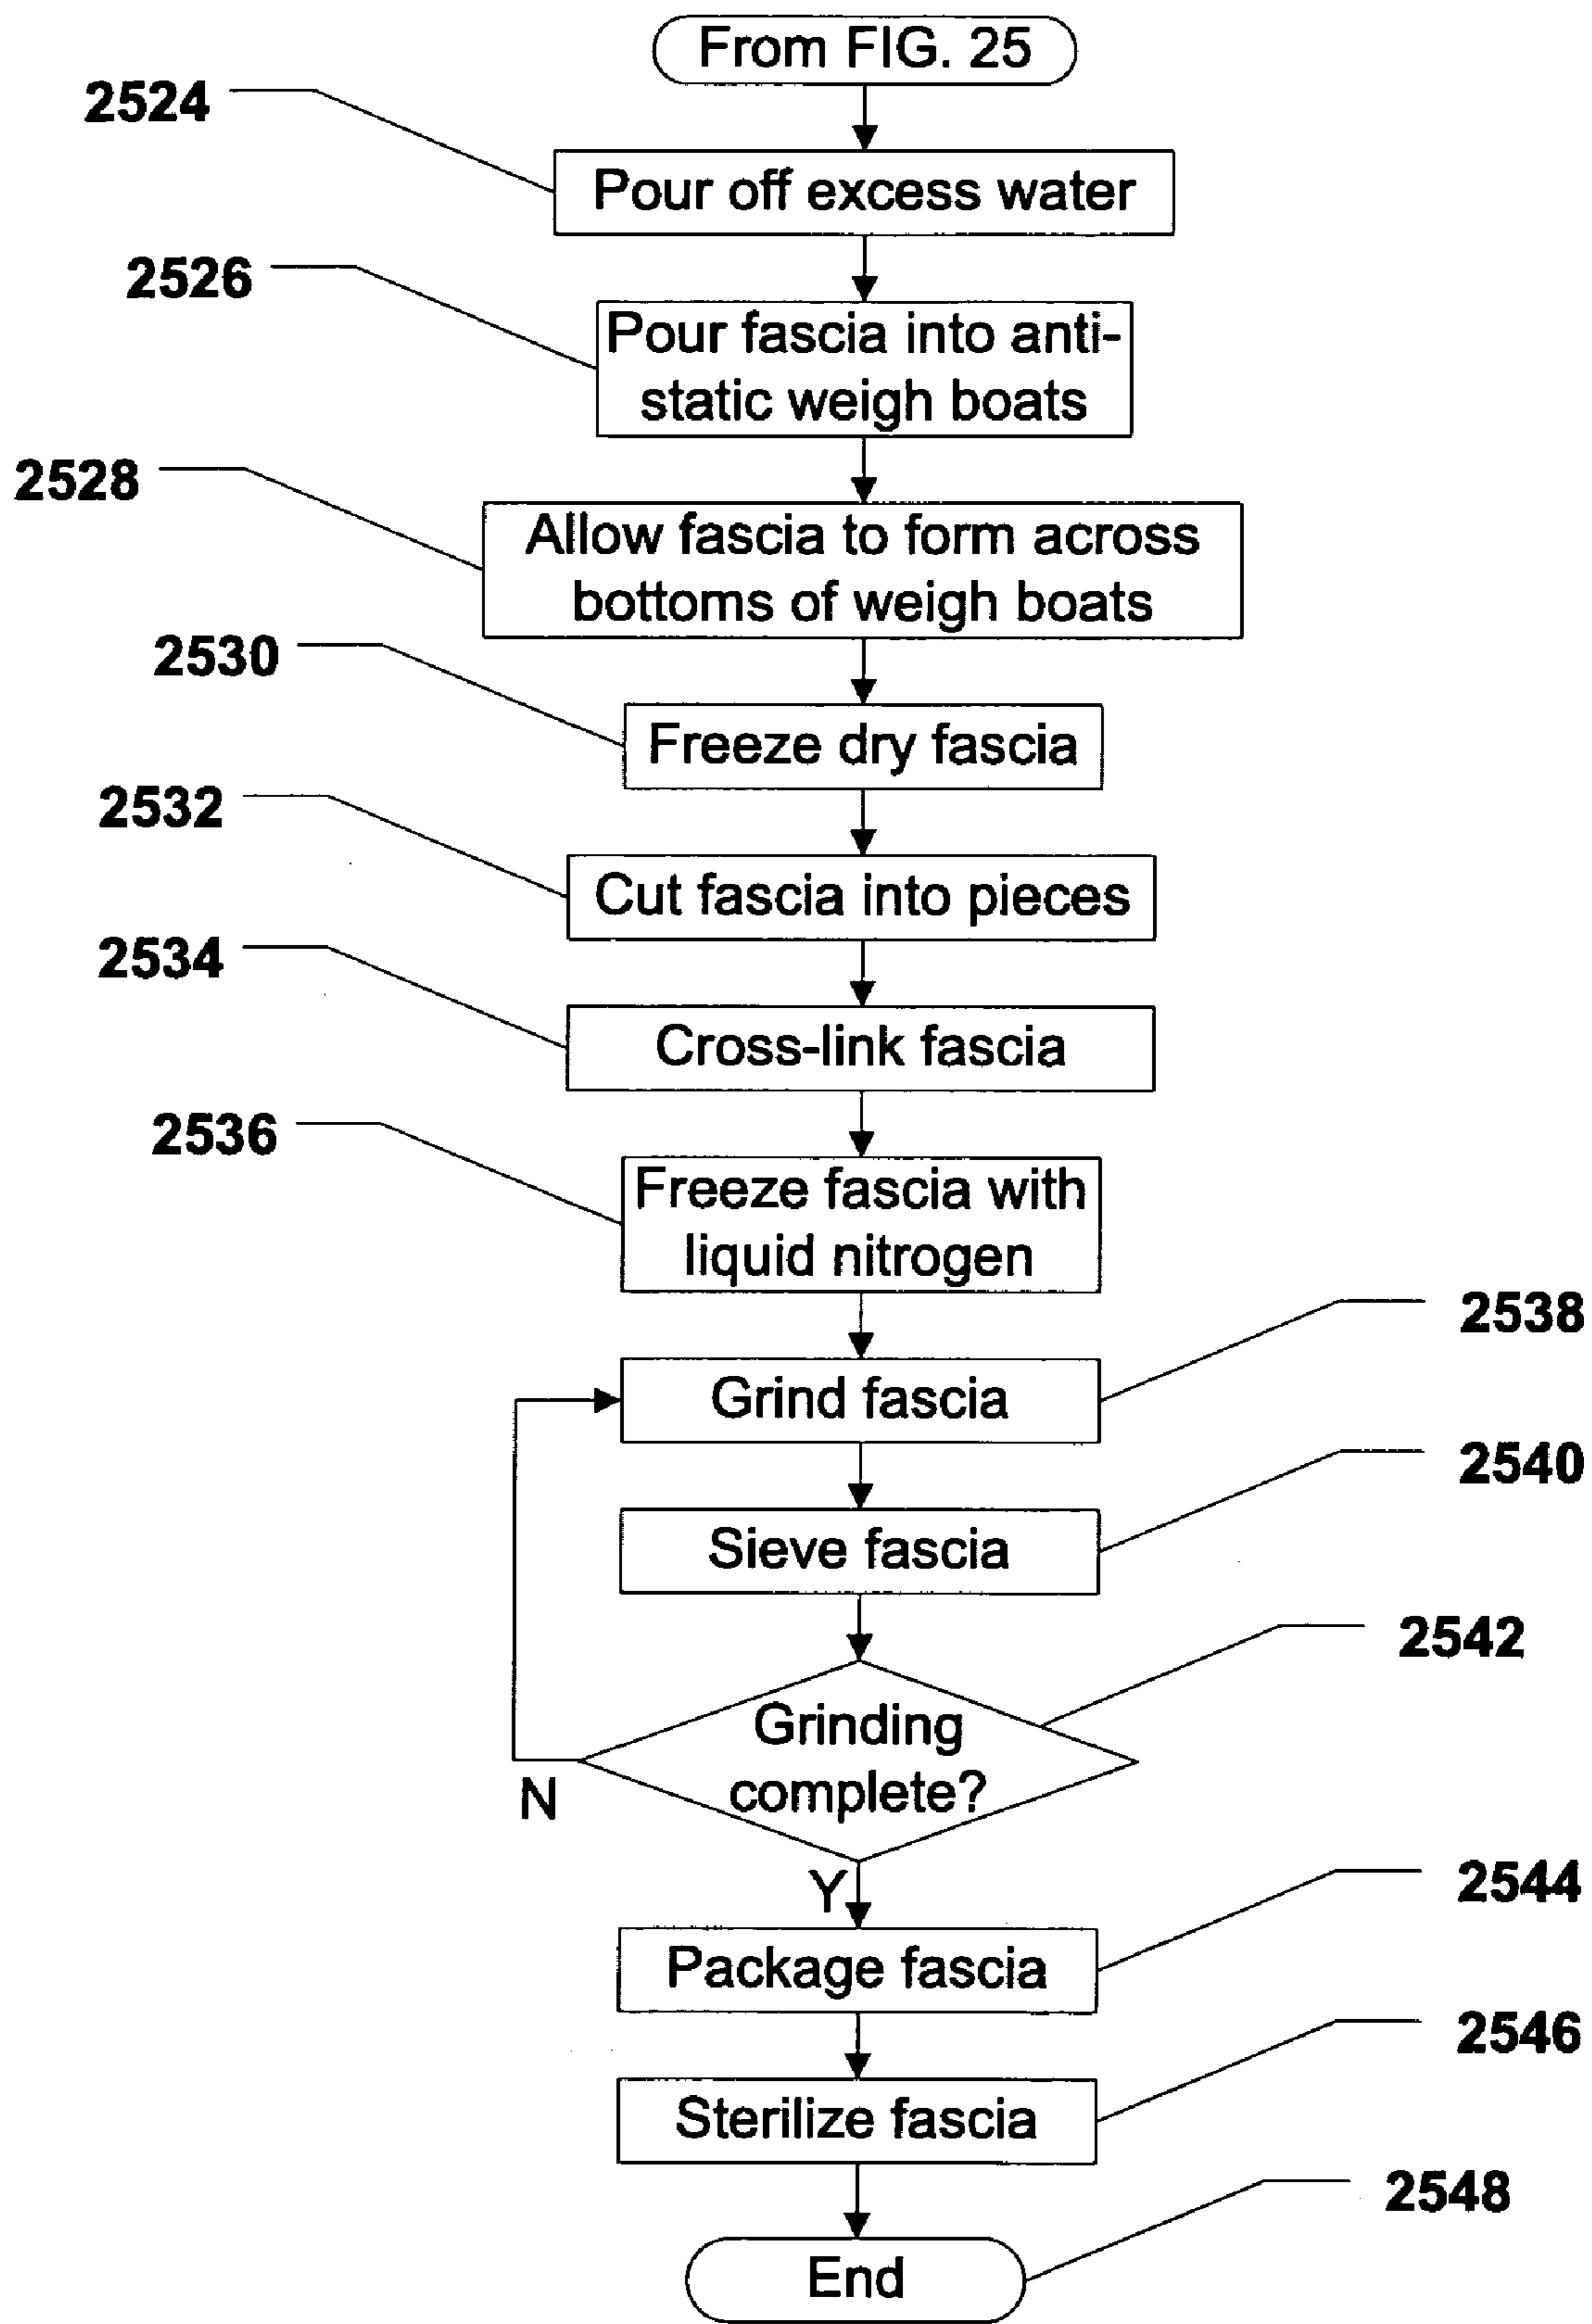 From FIG. 25
2524
Pour off excess water
2526
Pour fascia into anti-
static weigh boats
2528
Allow fascia to form across
bottoms of weigh boats
2530
Freeze dry fascia
2532
Cut fascia into pieces
2534
Cross-link fascia
2536
Freeze fascia with
liquid nitrogen
2538
Grind fascia
2540
Sieve fascia
2542
Grinding
complete?
N
Y
2544
Package fascia
2546
Sterilize fascia
2548
End